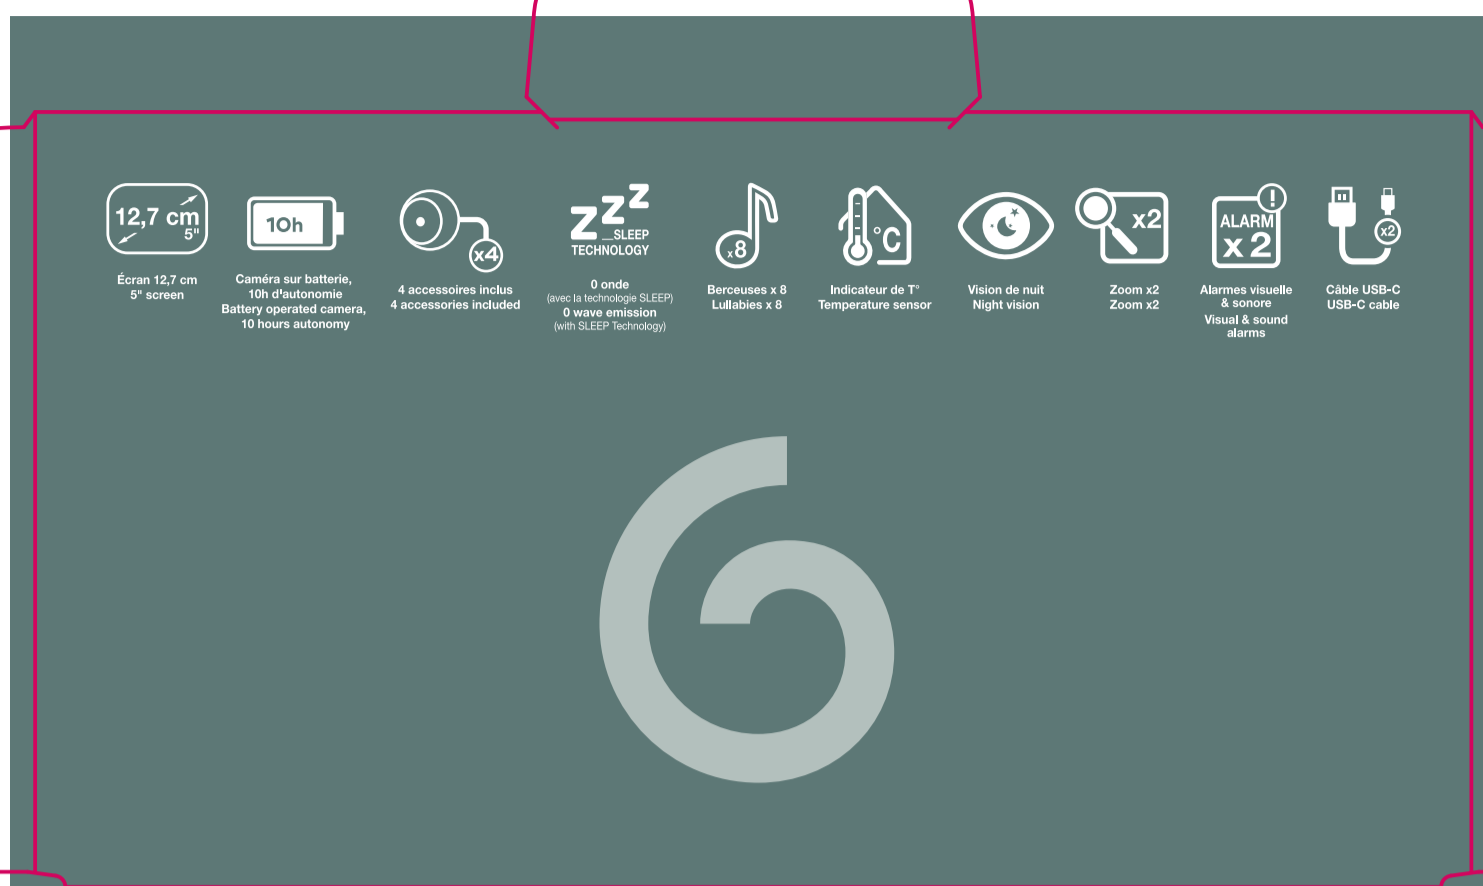 12,7 cm
5"
Écran 12,7 cm
5" screen
10h
Caméra sur batterie,
10h d'autonomie
Battery operated camera,
10 hours autonomy
x4
4 accessoires inclus
4 accessories included
zzz
_SLEEP
TECHNOLOGY
0 onde
(avec la technologie SLEEP)
0 wave emission
(with SLEEP Technology)
x8
Berceuses x 8
Lullabies x 8
°C
Indicateur de T°
Temperature sensor
Vision de nuit
Night vision
x2
Zoom x2
Zoom x2
!
ALARM
x 2
Alarmes visuelle
& sonore
Visual & sound
alarms
x2
Câble USB-C
USB-C cable